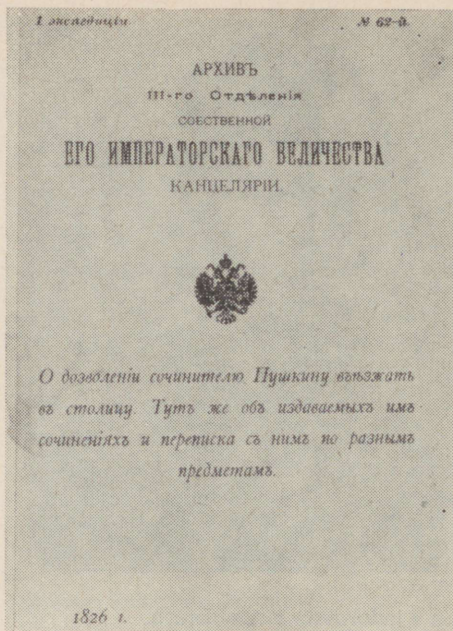 1 экспедиціи
№ 62-й.
АРХИВЪ
III-го Отдѣленія
СОБСТВЕННОЙ
ЕГО ИМПЕРАТОРСКАГО ВЕЛИЧЕСТВА
КАНЦЕЛЯРІИ.
О дозволеніи сочинителю Пушкину въѣзжать
въ столицу. Тутъ же объ издаваемыхъ имъ
сочиненіяхъ и переписка съ нимъ по разнымъ
предметамъ.
1826 г.